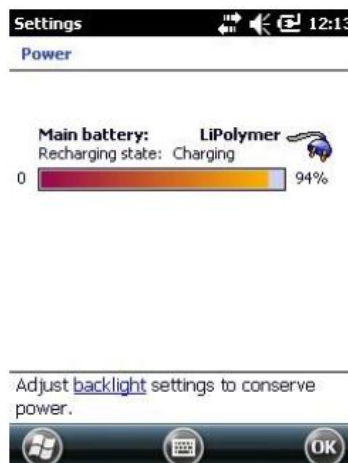 Settings 12:13
Power
Main battery: LiPolymer
Recharging state: Charging
0 94%
Adjust backlight settings to conserve
power.
OK